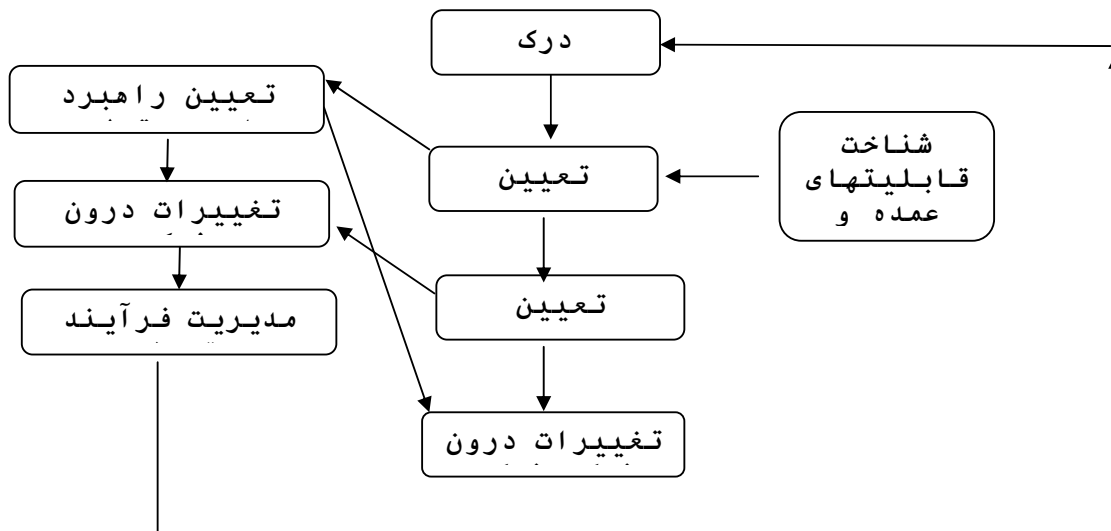 درک
تعیین راهبرد
شناخت
قابلیتهای
عمده و
تعیین
تغییرات درون
تعیین
مدیریت فرآیند
تغییرات درون